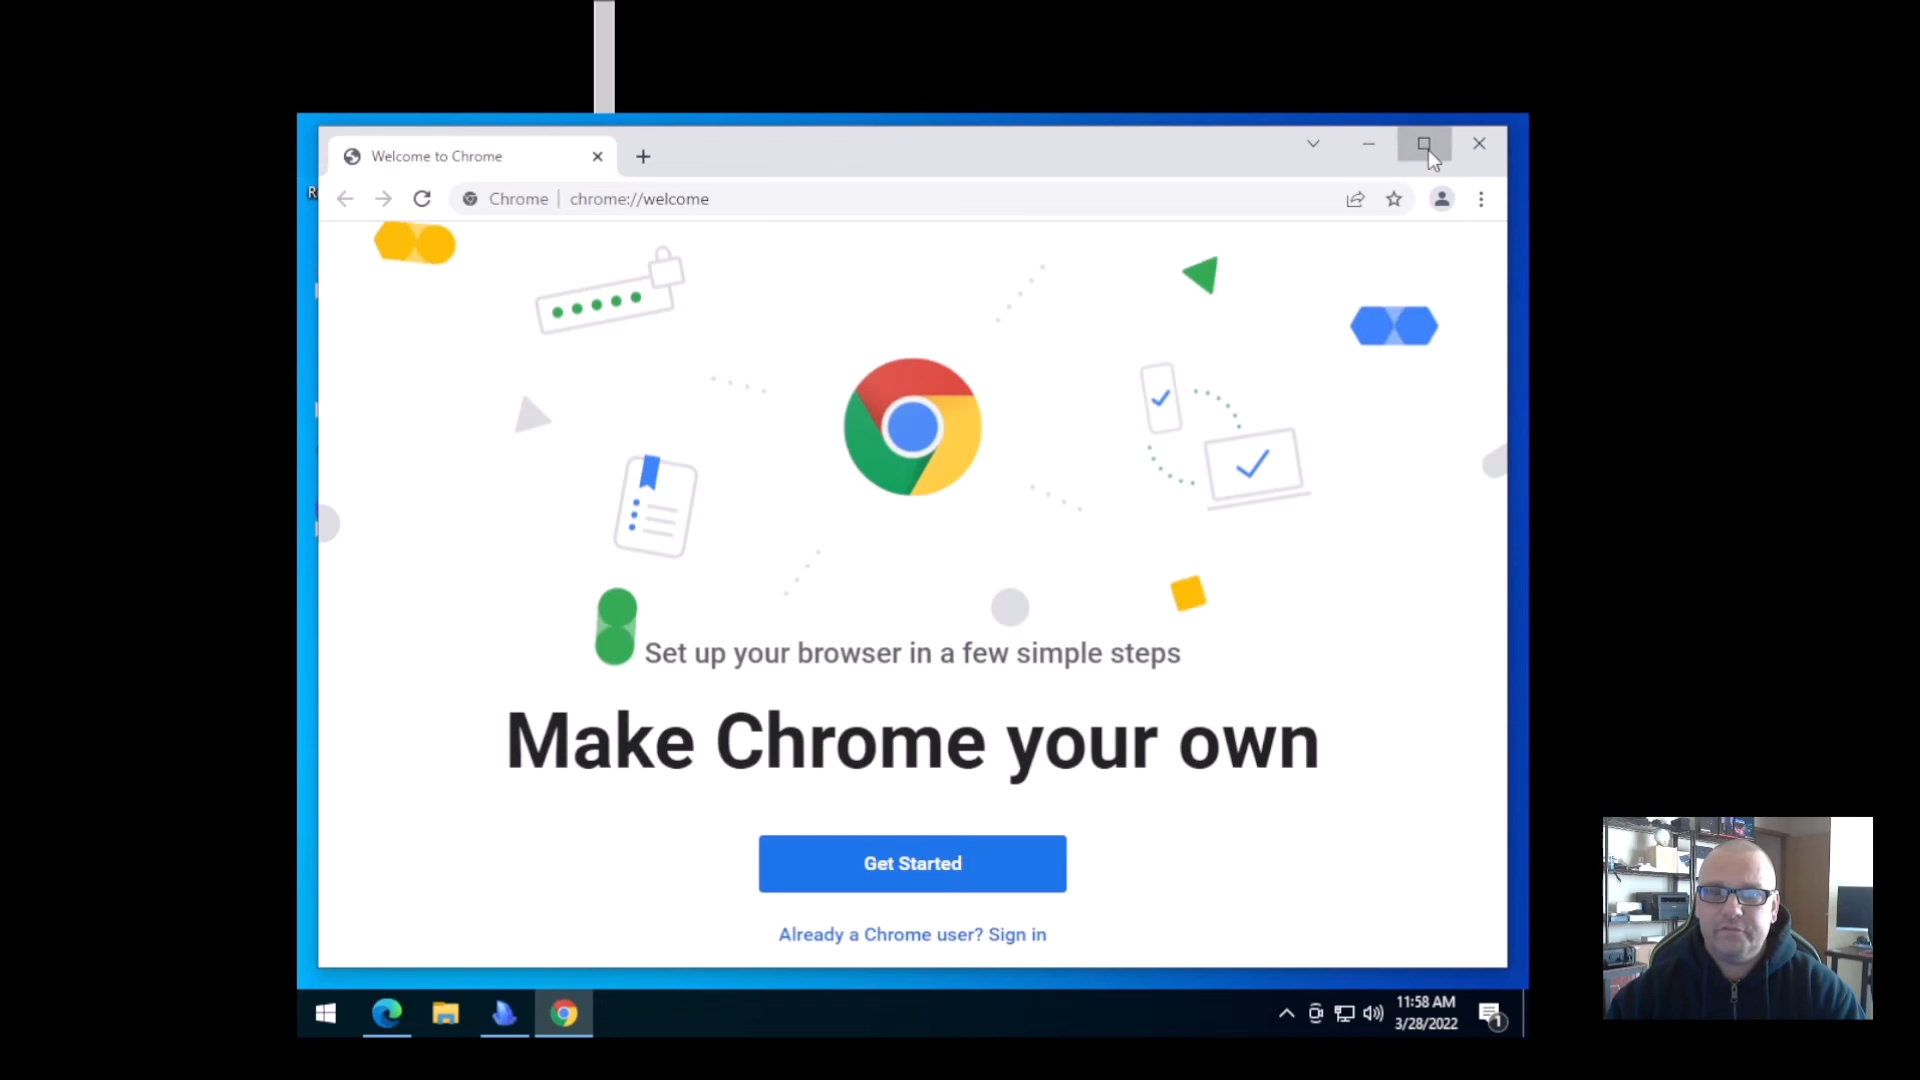 Welcome to Chrome
R
Chrome | chrome://welcome
Set up your browser in a few simple steps
Make Chrome your own
Get Started
Already a Chrome user? Sign in
11:58 AM
3/28/2022
1